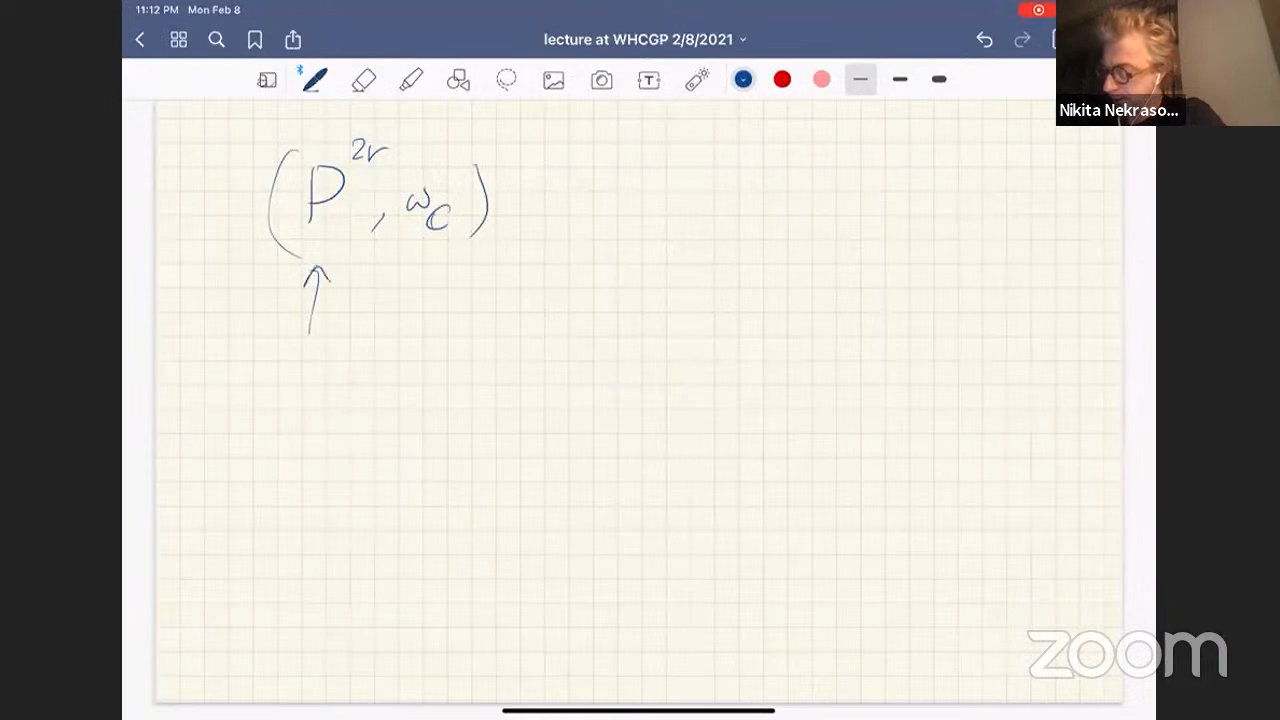 11:12 PM Mon Feb 8
lecture at WHCGP 2/8/2021
T
Nikita Nekraso...
(P^{2r}, ω_C)
zoom